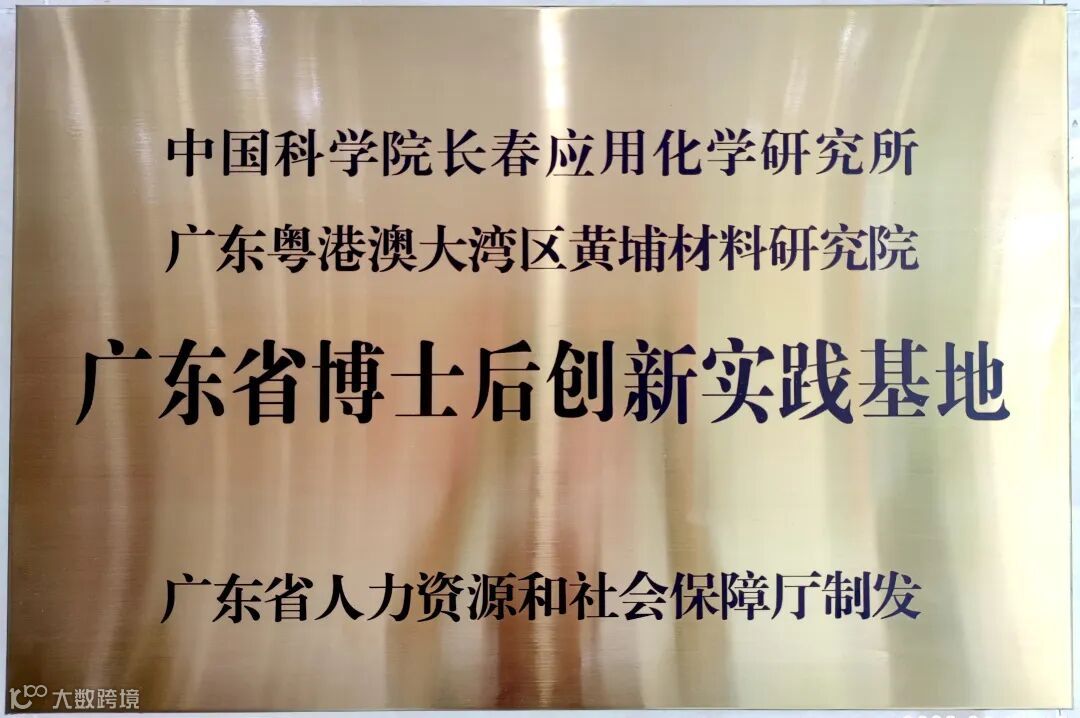 中国科学院长春应用化学研究所
广东粤港澳大湾区黄埔材料研究院
广东省博士后创新实践基地
广东省人力资源和社会保障厅制发
大数跨境